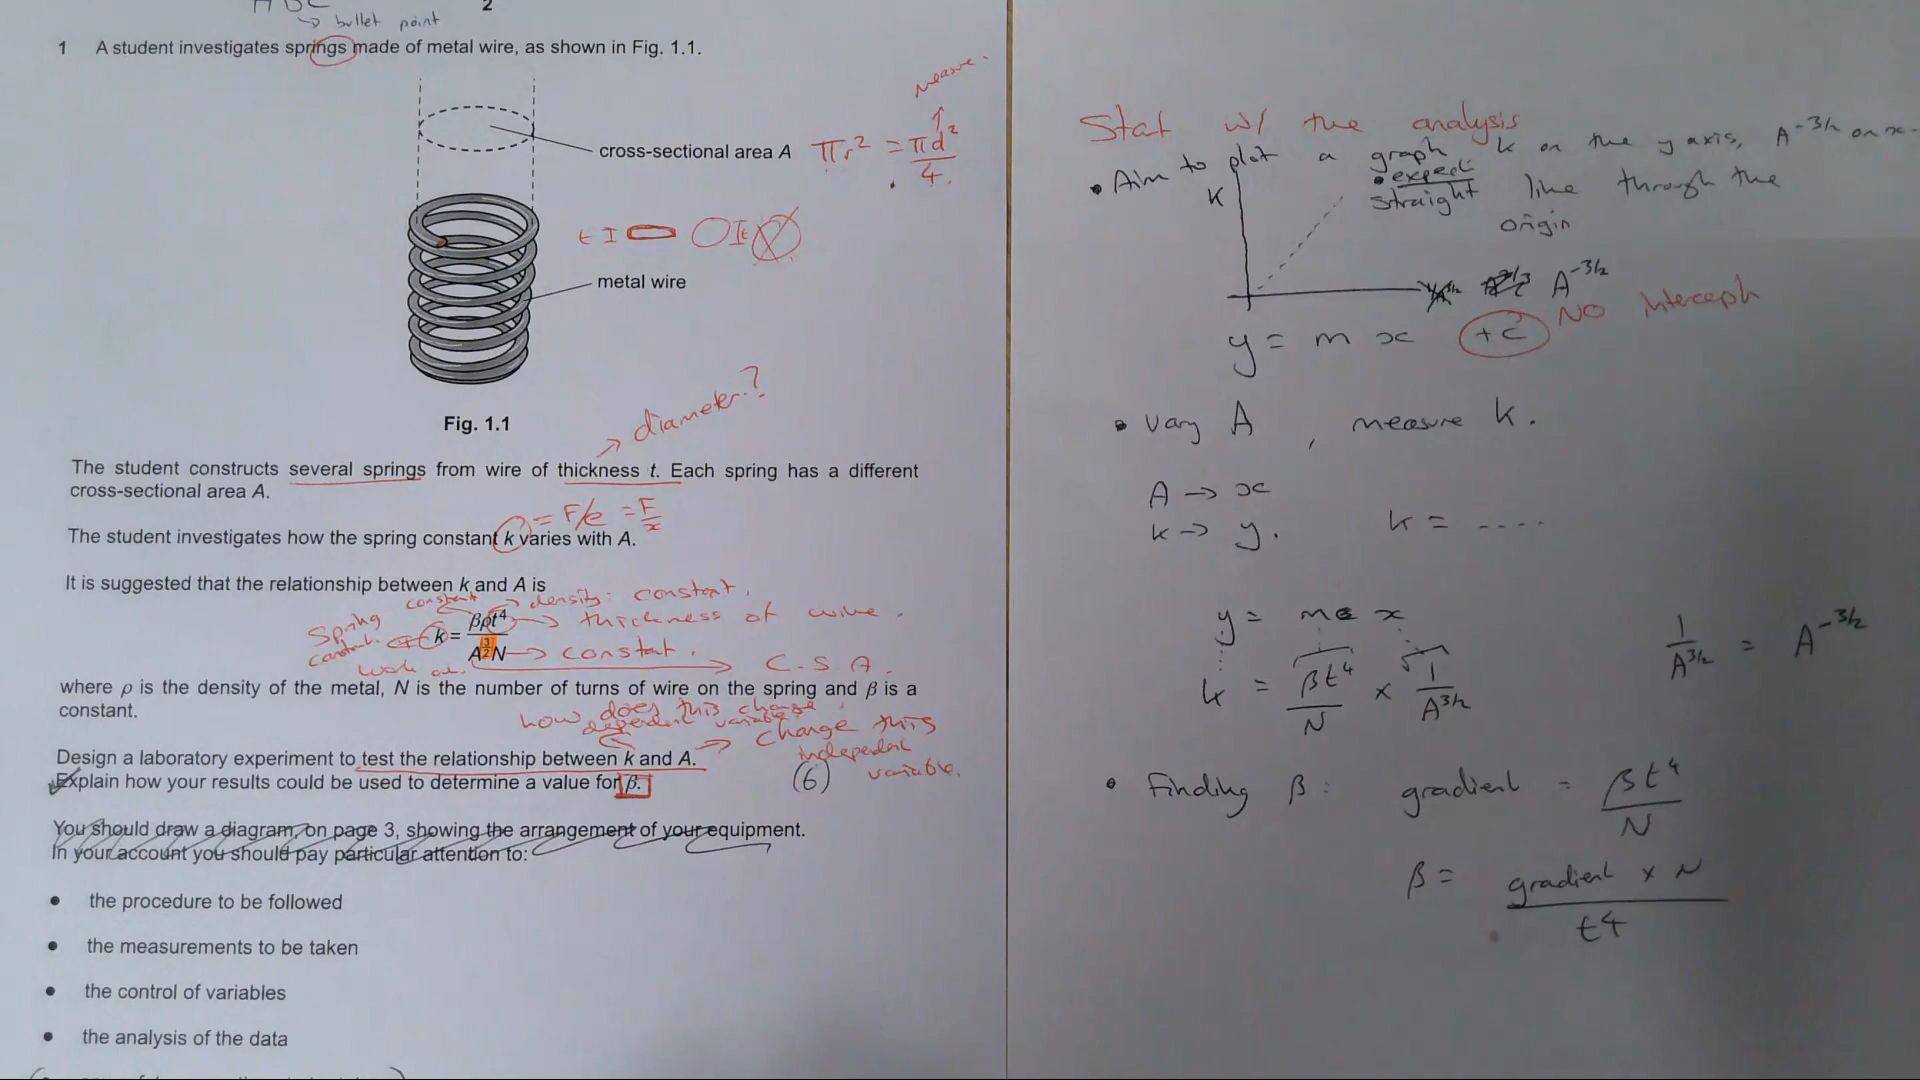 2
→ bullet point
1 A student investigates springs made of metal wire, as shown in Fig. 1.1.
measure.
cross-sectional area A
πr² = πd²/4
t I
metal wire
Fig. 1.1
→ diameter?
The student constructs several springs from wire of thickness t. Each spring has a different
cross-sectional area A.
= F/e = F/x
The student investigates how the spring constant k varies with A.
It is suggested that the relationship between k and A is
constant
→ density: constant.
→ thickness of wire.
Spring constant.
k = βρt⁴ / A^(3/2)N
→ constat.
→ C.S A.
where ρ is the density of the metal, N is the number of turns of wire on the spring and β is a
constant.
how does this change
dependent variable?
→ change this
independent
variable.
Design a laboratory experiment to test the relationship between k and A.
Explain how your results could be used to determine a value for β.
(6)
You should draw a diagram, on page 3, showing the arrangement of your equipment.
In your account you should pay particular attention to:
• the procedure to be followed
• the measurements to be taken
• the control of variables
• the analysis of the data
Start w/ the analysis
• Aim to plot a graph k on the y axis, A^(-3/2) on x-
• expect
straight line through the
origin
K
A^(-3/2)
NO Intercept
y = m x + c
• Vary A, measure k.
A → x
k → y.
k = ....
y = m x
k = βt⁴/N × 1/A^(3/2)
1/A^(3/2) = A^(-3/2)
• Finding β: gradient = βt⁴/N
β = gradient × N / t⁴